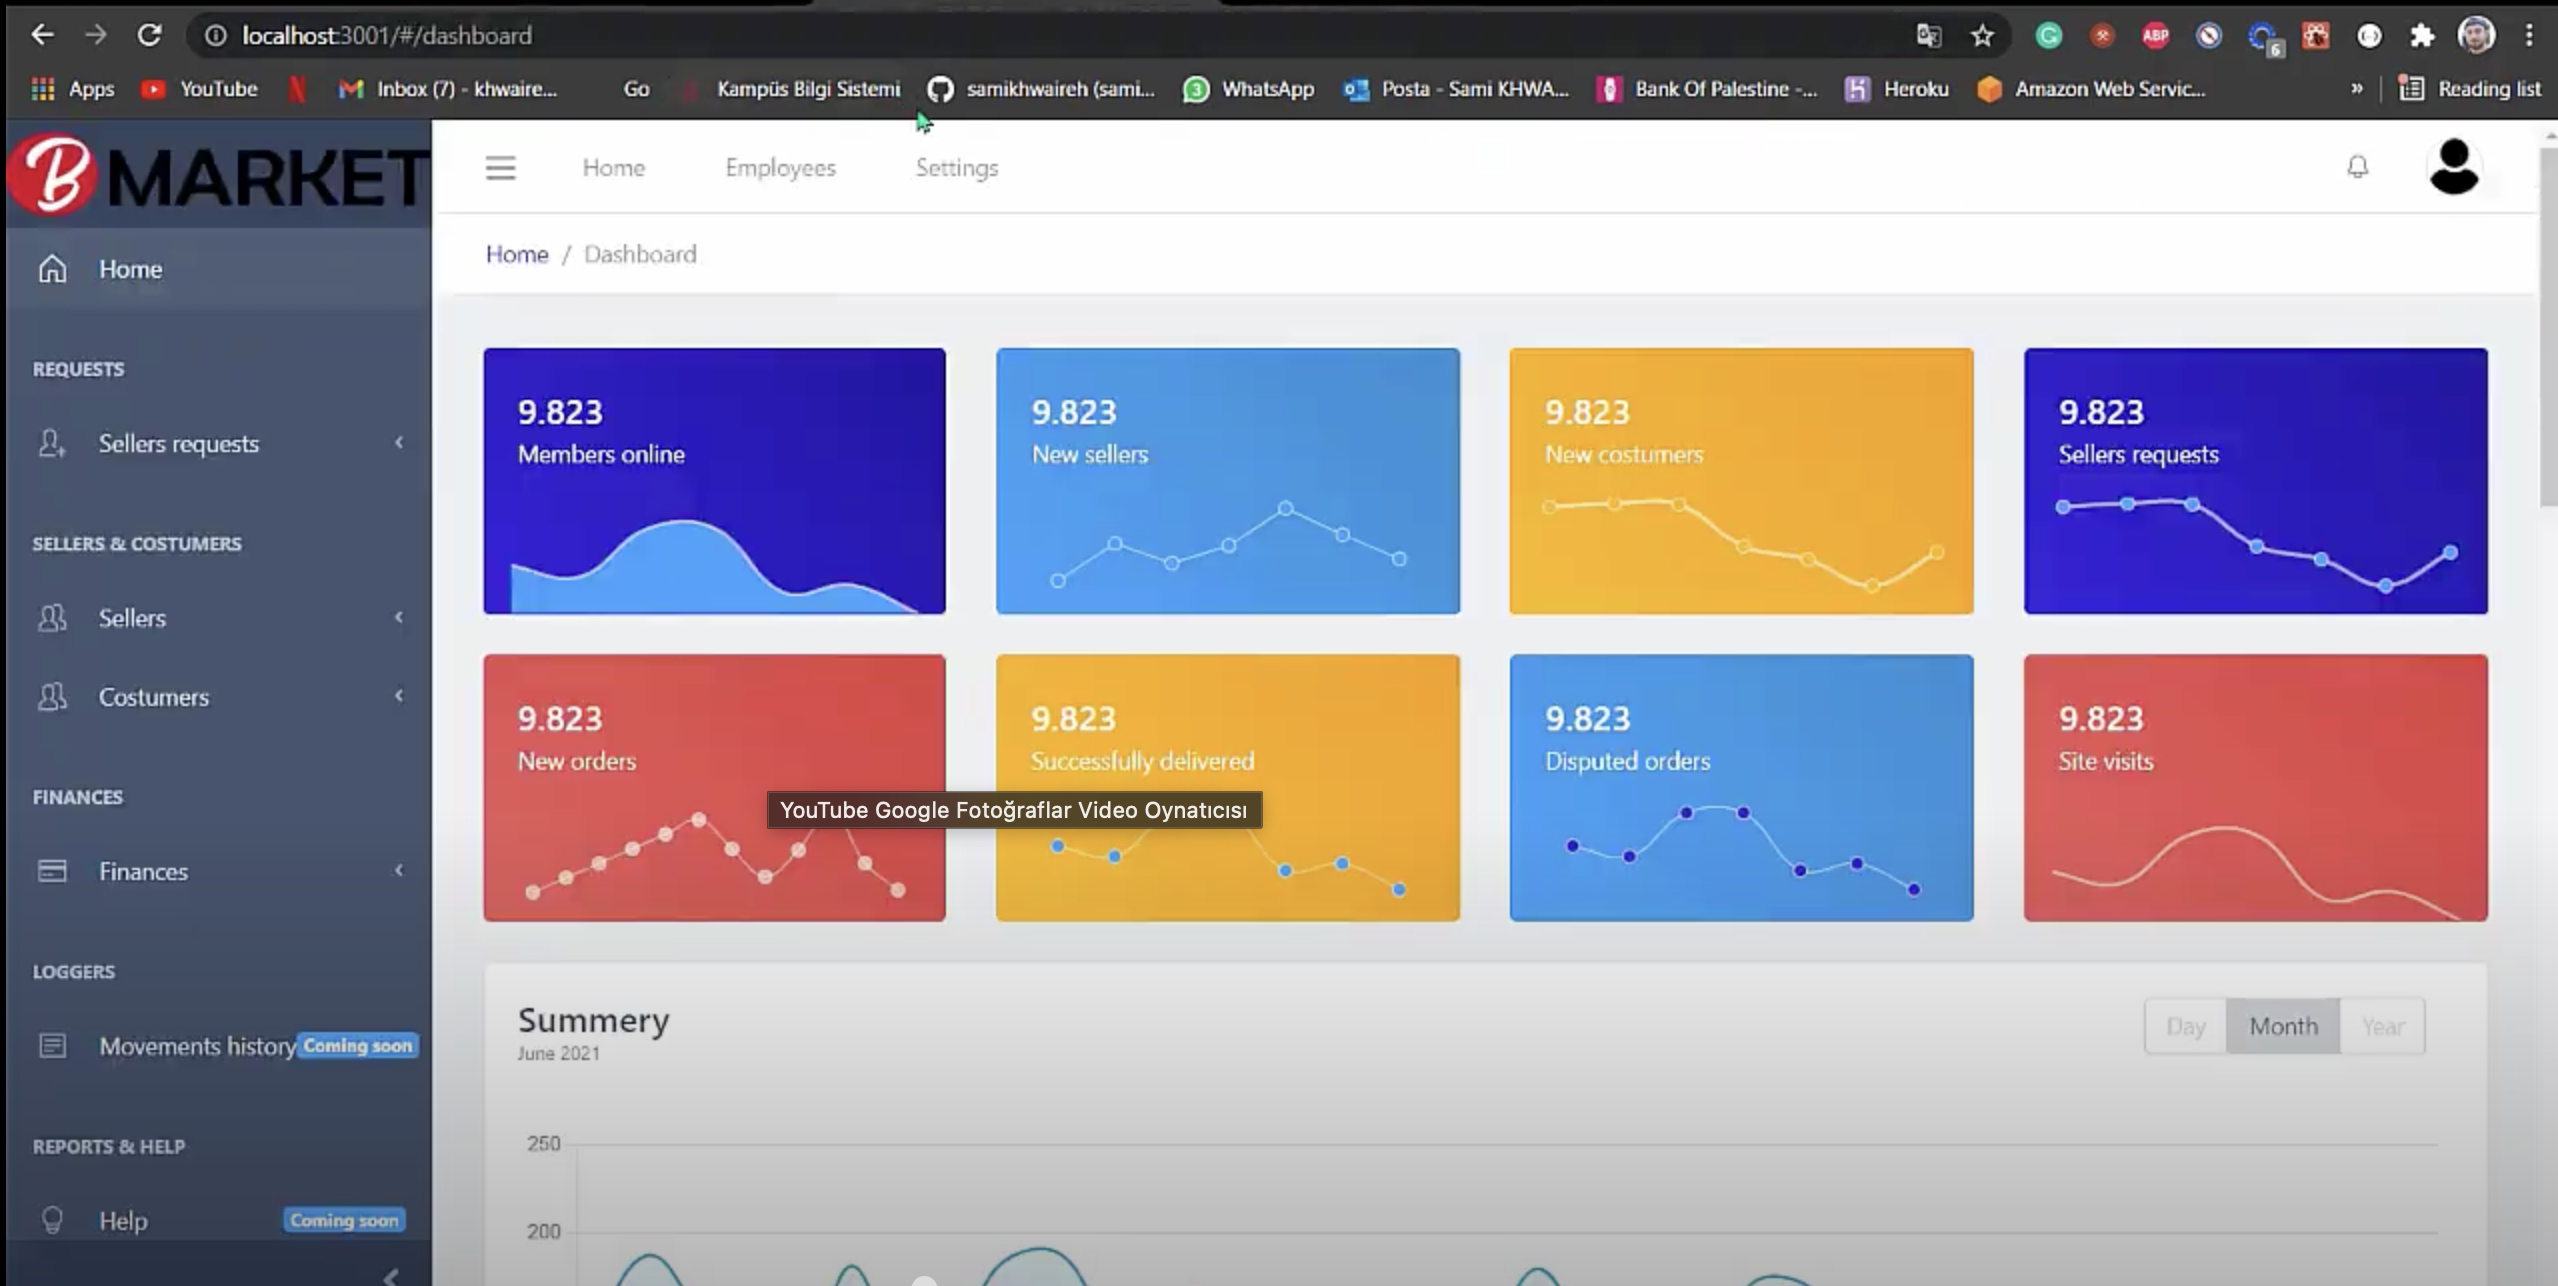 localhost:3001/#/dashboard
ABP
6
Apps
YouTube
Inbox (7) - khwaire...
Go
Kampüs Bilgi Sistemi
samikhwaireh (sami...
3
WhatsApp
Posta - Sami KHWA...
Bank Of Palestine -...
Heroku
Amazon Web Servic...
»
Reading list
B MARKET
Home Employees Settings
Home / Dashboard
Home
REQUESTS
Sellers requests
SELLERS & COSTUMERS
Sellers
Costumers
FINANCES
Finances
LOGGERS
Movements history Coming soon
REPORTS & HELP
Help Coming soon
9.823
Members online
9.823
New sellers
9.823
New costumers
9.823
Sellers requests
9.823
New orders
9.823
Successfully delivered
9.823
Disputed orders
9.823
Site visits
YouTube Google Fotoğraflar Video Oynatıcısı
Summery
June 2021
Day Month Year
250
200